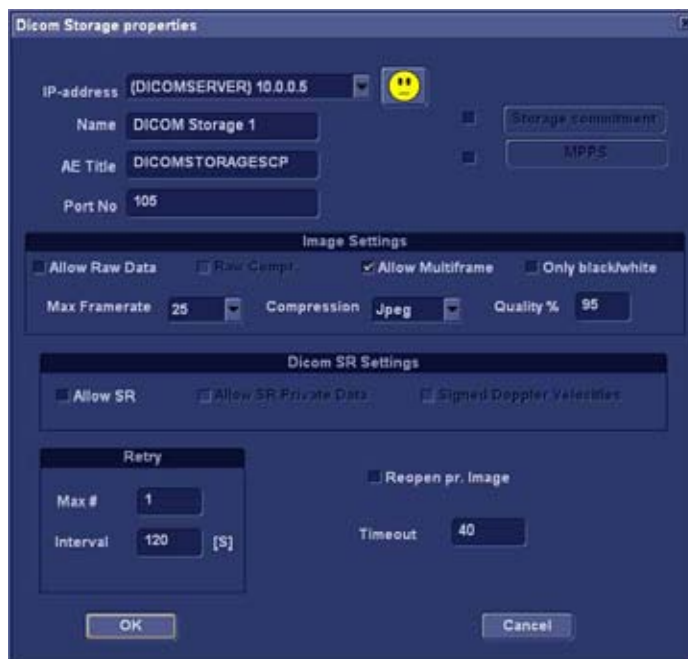 Dicom Storage properties
IP-address (DICOMSERVER) 10.0.0.5
Name DICOM Storage 1
Storage commitment
AE Title DICOMSTORAGESCP
MPPS
Port No 105
Image Settings
Allow Raw Data Raw Compr. Allow Multiframe Only black/white
Max Framerate 25 Compression Jpeg Quality % 95
Dicom SR Settings
Allow SR Allow SR Private Data Signed Doppler Velocities
Retry
Reopen pr. Image
Max # 1
Timeout 40
Interval 120 [S]
OK Cancel